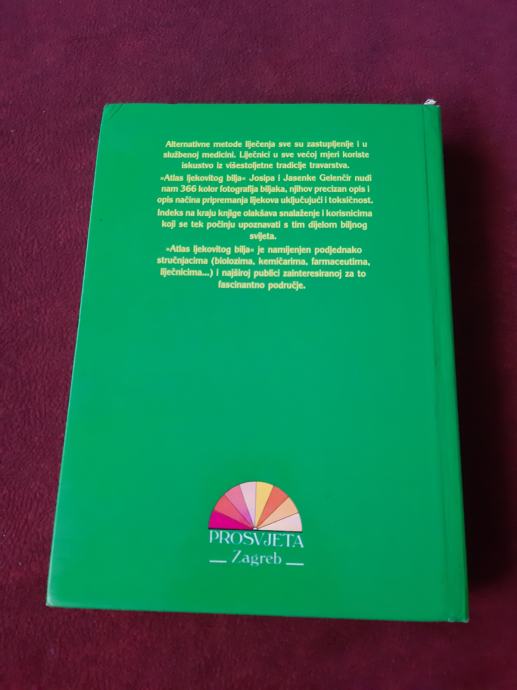 Alternativne metode liječenja sve su zastupljenije i u
službenoj medicini. Liječnici u sve većoj mjeri koriste
iskustvo iz višestoljetne tradicije travarstva.
»Atlas ljekovitog bilja« Josipa i Jasenke Gelenčir nudi
nam 366 kolor fotografija biljaka, njihov precizan opis i
opis načina pripremanja lijekova uključujući i toksičnost.
Indeks na kraju knjige olakšava snalaženje i korisnicima
koji se tek počinju upoznavati s tim dijelom biljnog
svijeta.
»Atlas ljekovitog bilja« je namijenjen podjednako
stručnjacima (biolozima, kemičarima, farmaceutima,
liječnicima...) i najširoj publici zainteresiranoj za to
fascinantno područje.
PROSVJETA
Zagreb